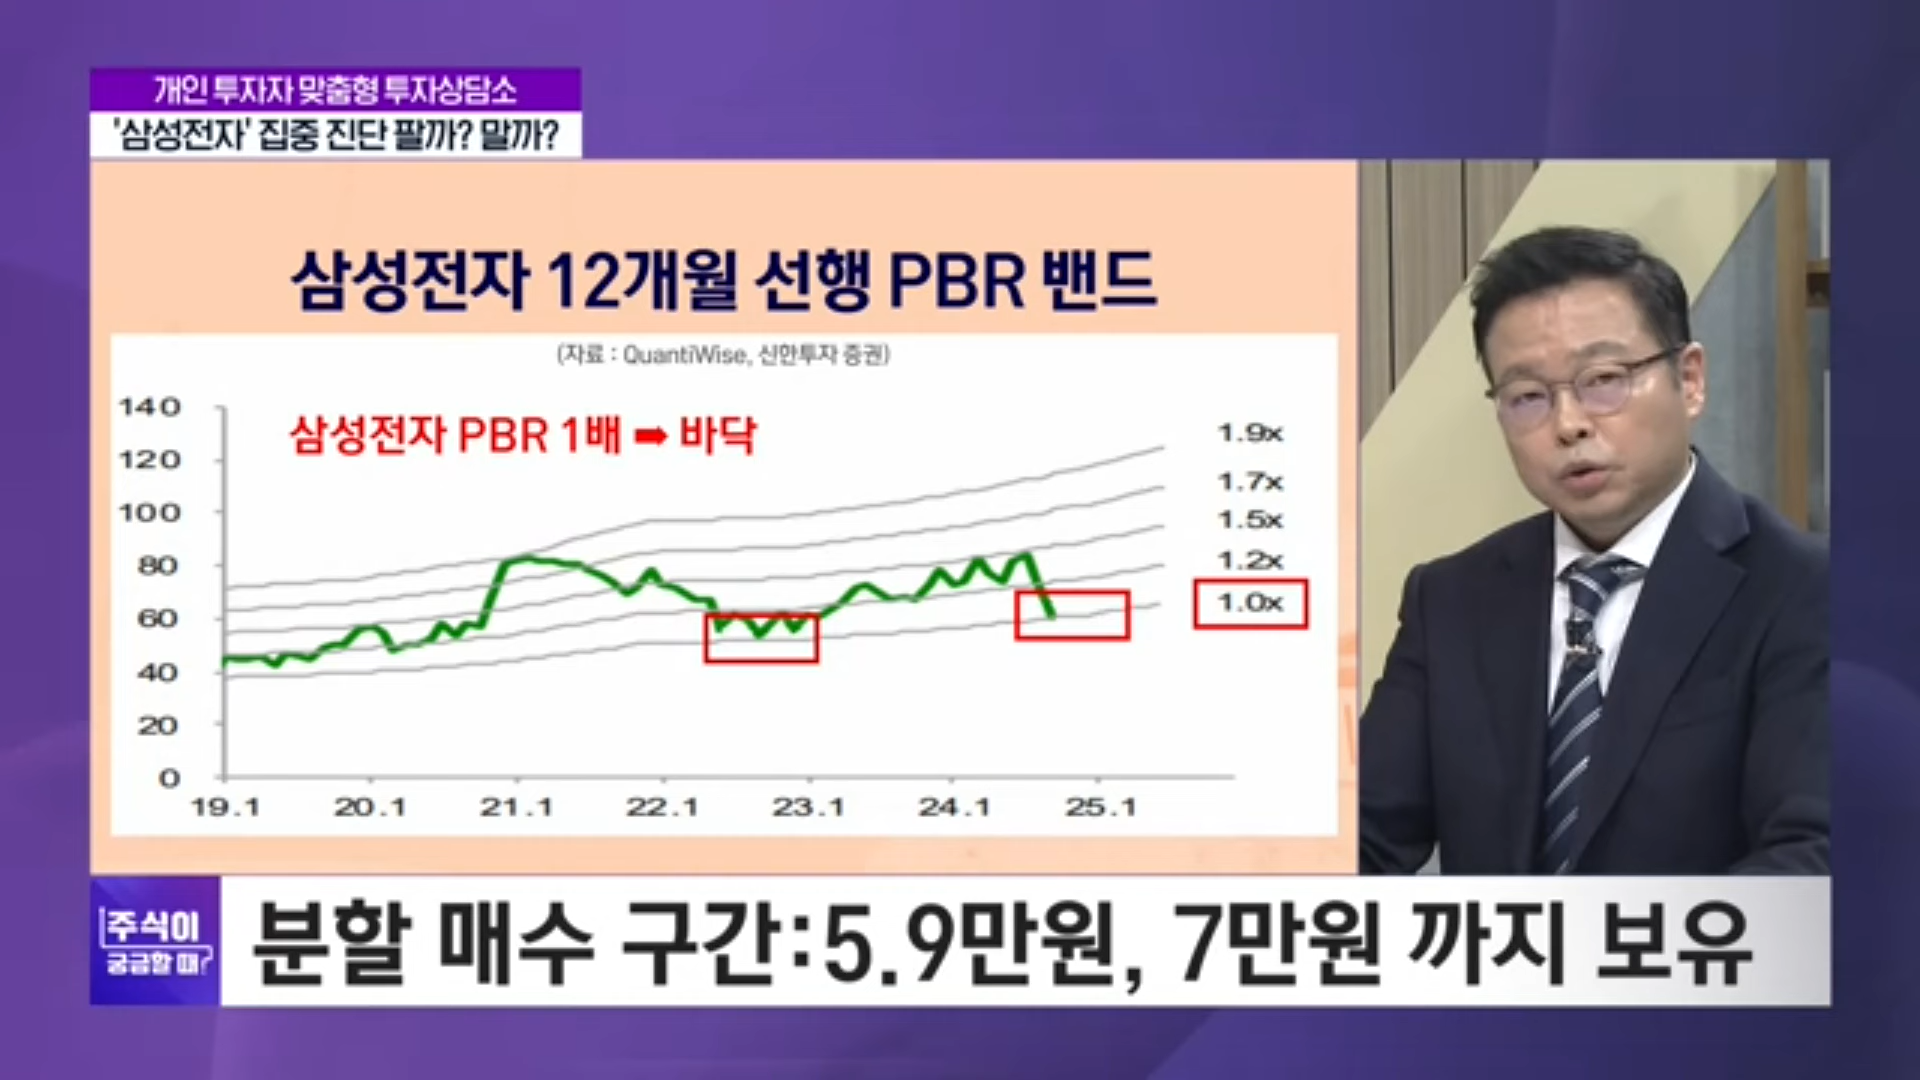 개인 투자자 맞춤형 투자상담소
'삼성전자' 집중 진단 팔까? 말까?
삼성전자 12개월 선행 PBR 밴드
(자료 : QuantiWise, 신한투자 증권)
삼성전자 PBR 1배 ➡ 바닥
140
120
100
80
60
40
20
0
1.9x
1.7x
1.5x
1.2x
1.0x
19.1 20.1 21.1 22.1 23.1 24.1 25.1
주식이
궁금할 때?
분할 매수 구간:5.9만원, 7만원 까지 보유